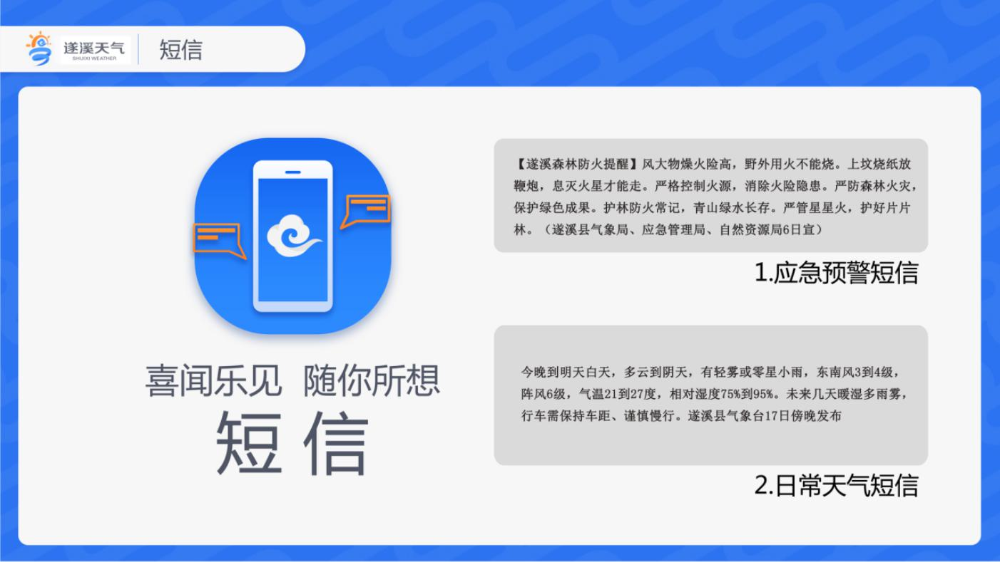 遂溪天气
SHUIXI WEATHER
短信
【遂溪森林防火提醒】风大物燥火险高，野外用火不能烧。上坟烧纸放
鞭炮，息灭火星才能走。严格控制火源，消除火险隐患。严防森林火灾，
保护绿色成果。护林防火常记，青山绿水长存。严管星星火，护好片片
林。（遂溪县气象局、应急管理局、自然资源局6日宣）
1.应急预警短信
喜闻乐见 随你所想
短信
今晚到明天白天，多云到阴天，有轻雾或零星小雨，东南风3到4级，
阵风6级，气温21到27度，相对湿度75%到95%。未来几天暖湿多雨雾，
行车需保持车距、谨慎慢行。遂溪县气象台17日傍晚发布
2.日常天气短信